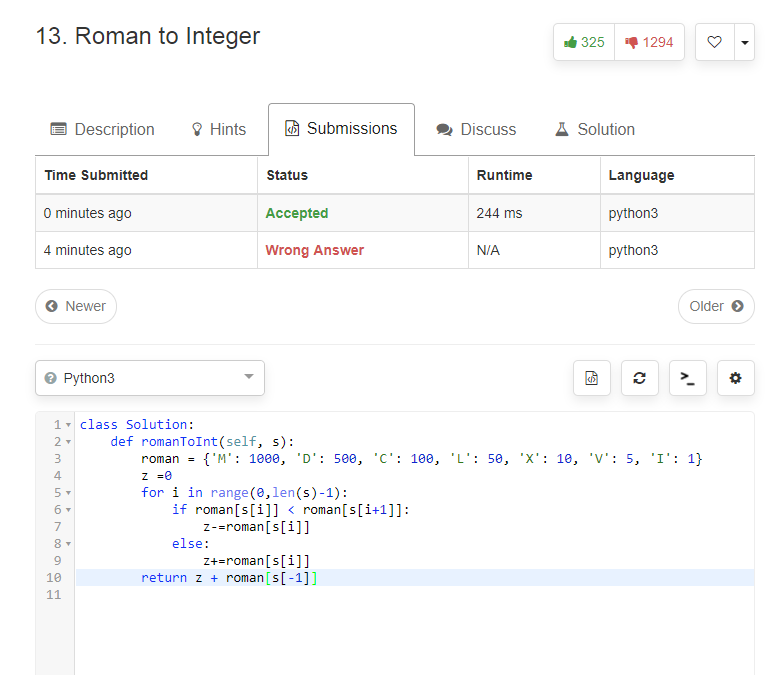 13. Roman to Integer
325 1294
Description Hints Submissions Discuss Solution
Time Submitted Status Runtime Language
0 minutes ago Accepted 244 ms python3
4 minutes ago Wrong Answer N/A python3
Newer Older
Python3
1 class Solution:
2     def romanToInt(self, s):
3         roman = {'M': 1000, 'D': 500, 'C': 100, 'L': 50, 'X': 10, 'V': 5, 'I': 1}
4         z =0
5         for i in range(0,len(s)-1):
6             if roman[s[i]] < roman[s[i+1]]:
7                 z-=roman[s[i]]
8             else:
9                 z+=roman[s[i]]
10         return z + roman[s[-1]]
11